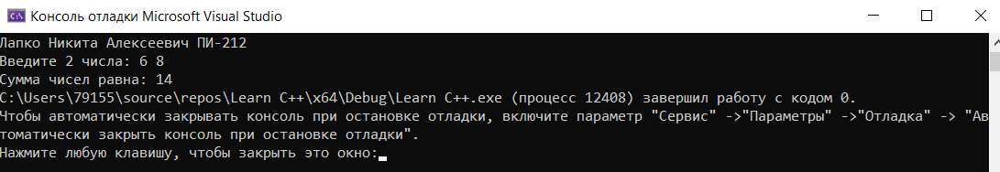 Консоль отладки Microsoft Visual Studio
Лапко Никита Алексеевич ПИ-212
Введите 2 числа: 6 8
Сумма чисел равна: 14
C:\Users\79155\source\repos\Learn C++\x64\Debug\Learn C++.exe (процесс 12408) завершил работу с кодом 0.
Чтобы автоматически закрывать консоль при остановке отладки, включите параметр "Сервис" ->"Параметры" ->"Отладка" -> "Ав
томатически закрыть консоль при остановке отладки".
Нажмите любую клавишу, чтобы закрыть это окно: